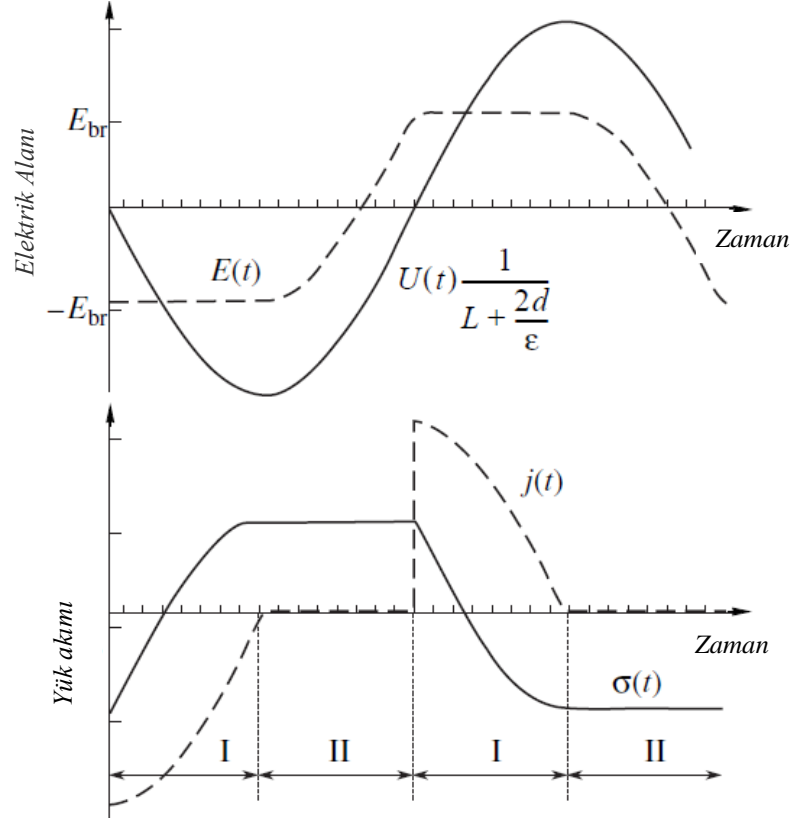 Elektrik Alanı
E_br
Zaman
E(t)
U(t) 1 / (L + 2d/ε)
−E_br
Yük akımı
j(t)
Zaman
σ(t)
I II I II